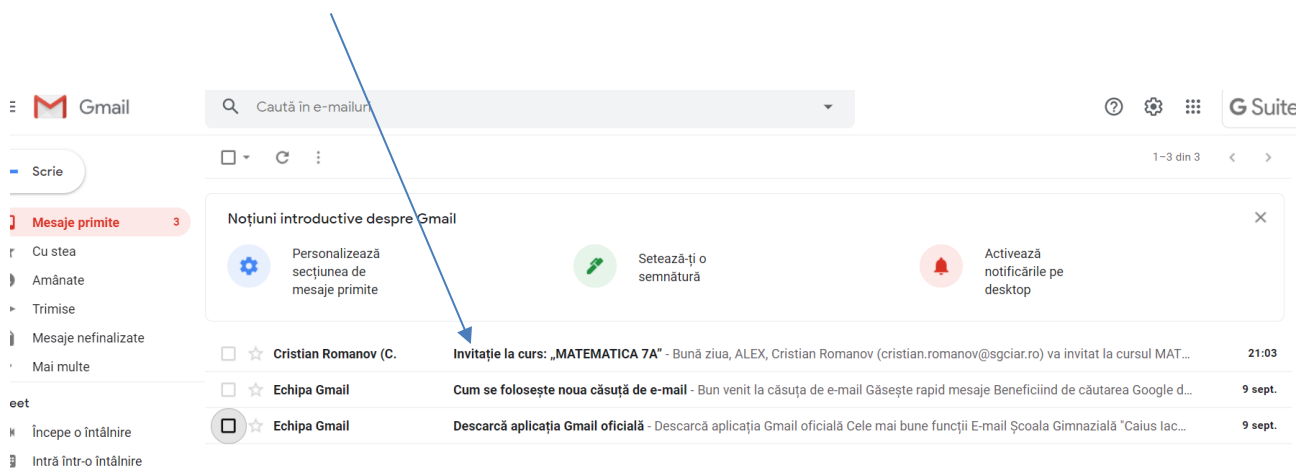 Gmail
Caută în e-mailuri
G Suite
Scrie
1–3 din 3
Mesaje primite 3
Cu stea
Amânate
Trimise
Mesaje nefinalizate
Mai multe
eet
Începe o întâlnire
Intră într-o întâlnire
Noțiuni introductive despre Gmail
Personalizează
secțiunea de
mesaje primite
Setează-ți o
semnătură
Activează
notificările pe
desktop
Cristian Romanov (C. Invitație la curs: „MATEMATICA 7A” - Bună ziua, ALEX, Cristian Romanov (cristian.romanov@sgciar.ro) va invitat la cursul MAT... 21:03
Echipa Gmail Cum se folosește noua căsuță de e-mail - Bun venit la căsuța de e-mail Găsește rapid mesaje Beneficiind de căutarea Google d... 9 sept.
Echipa Gmail Descarcă aplicația Gmail oficială - Descarcă aplicația Gmail oficială Cele mai bune funcții E-mail Școala Gimnazială "Caius Iac... 9 sept.